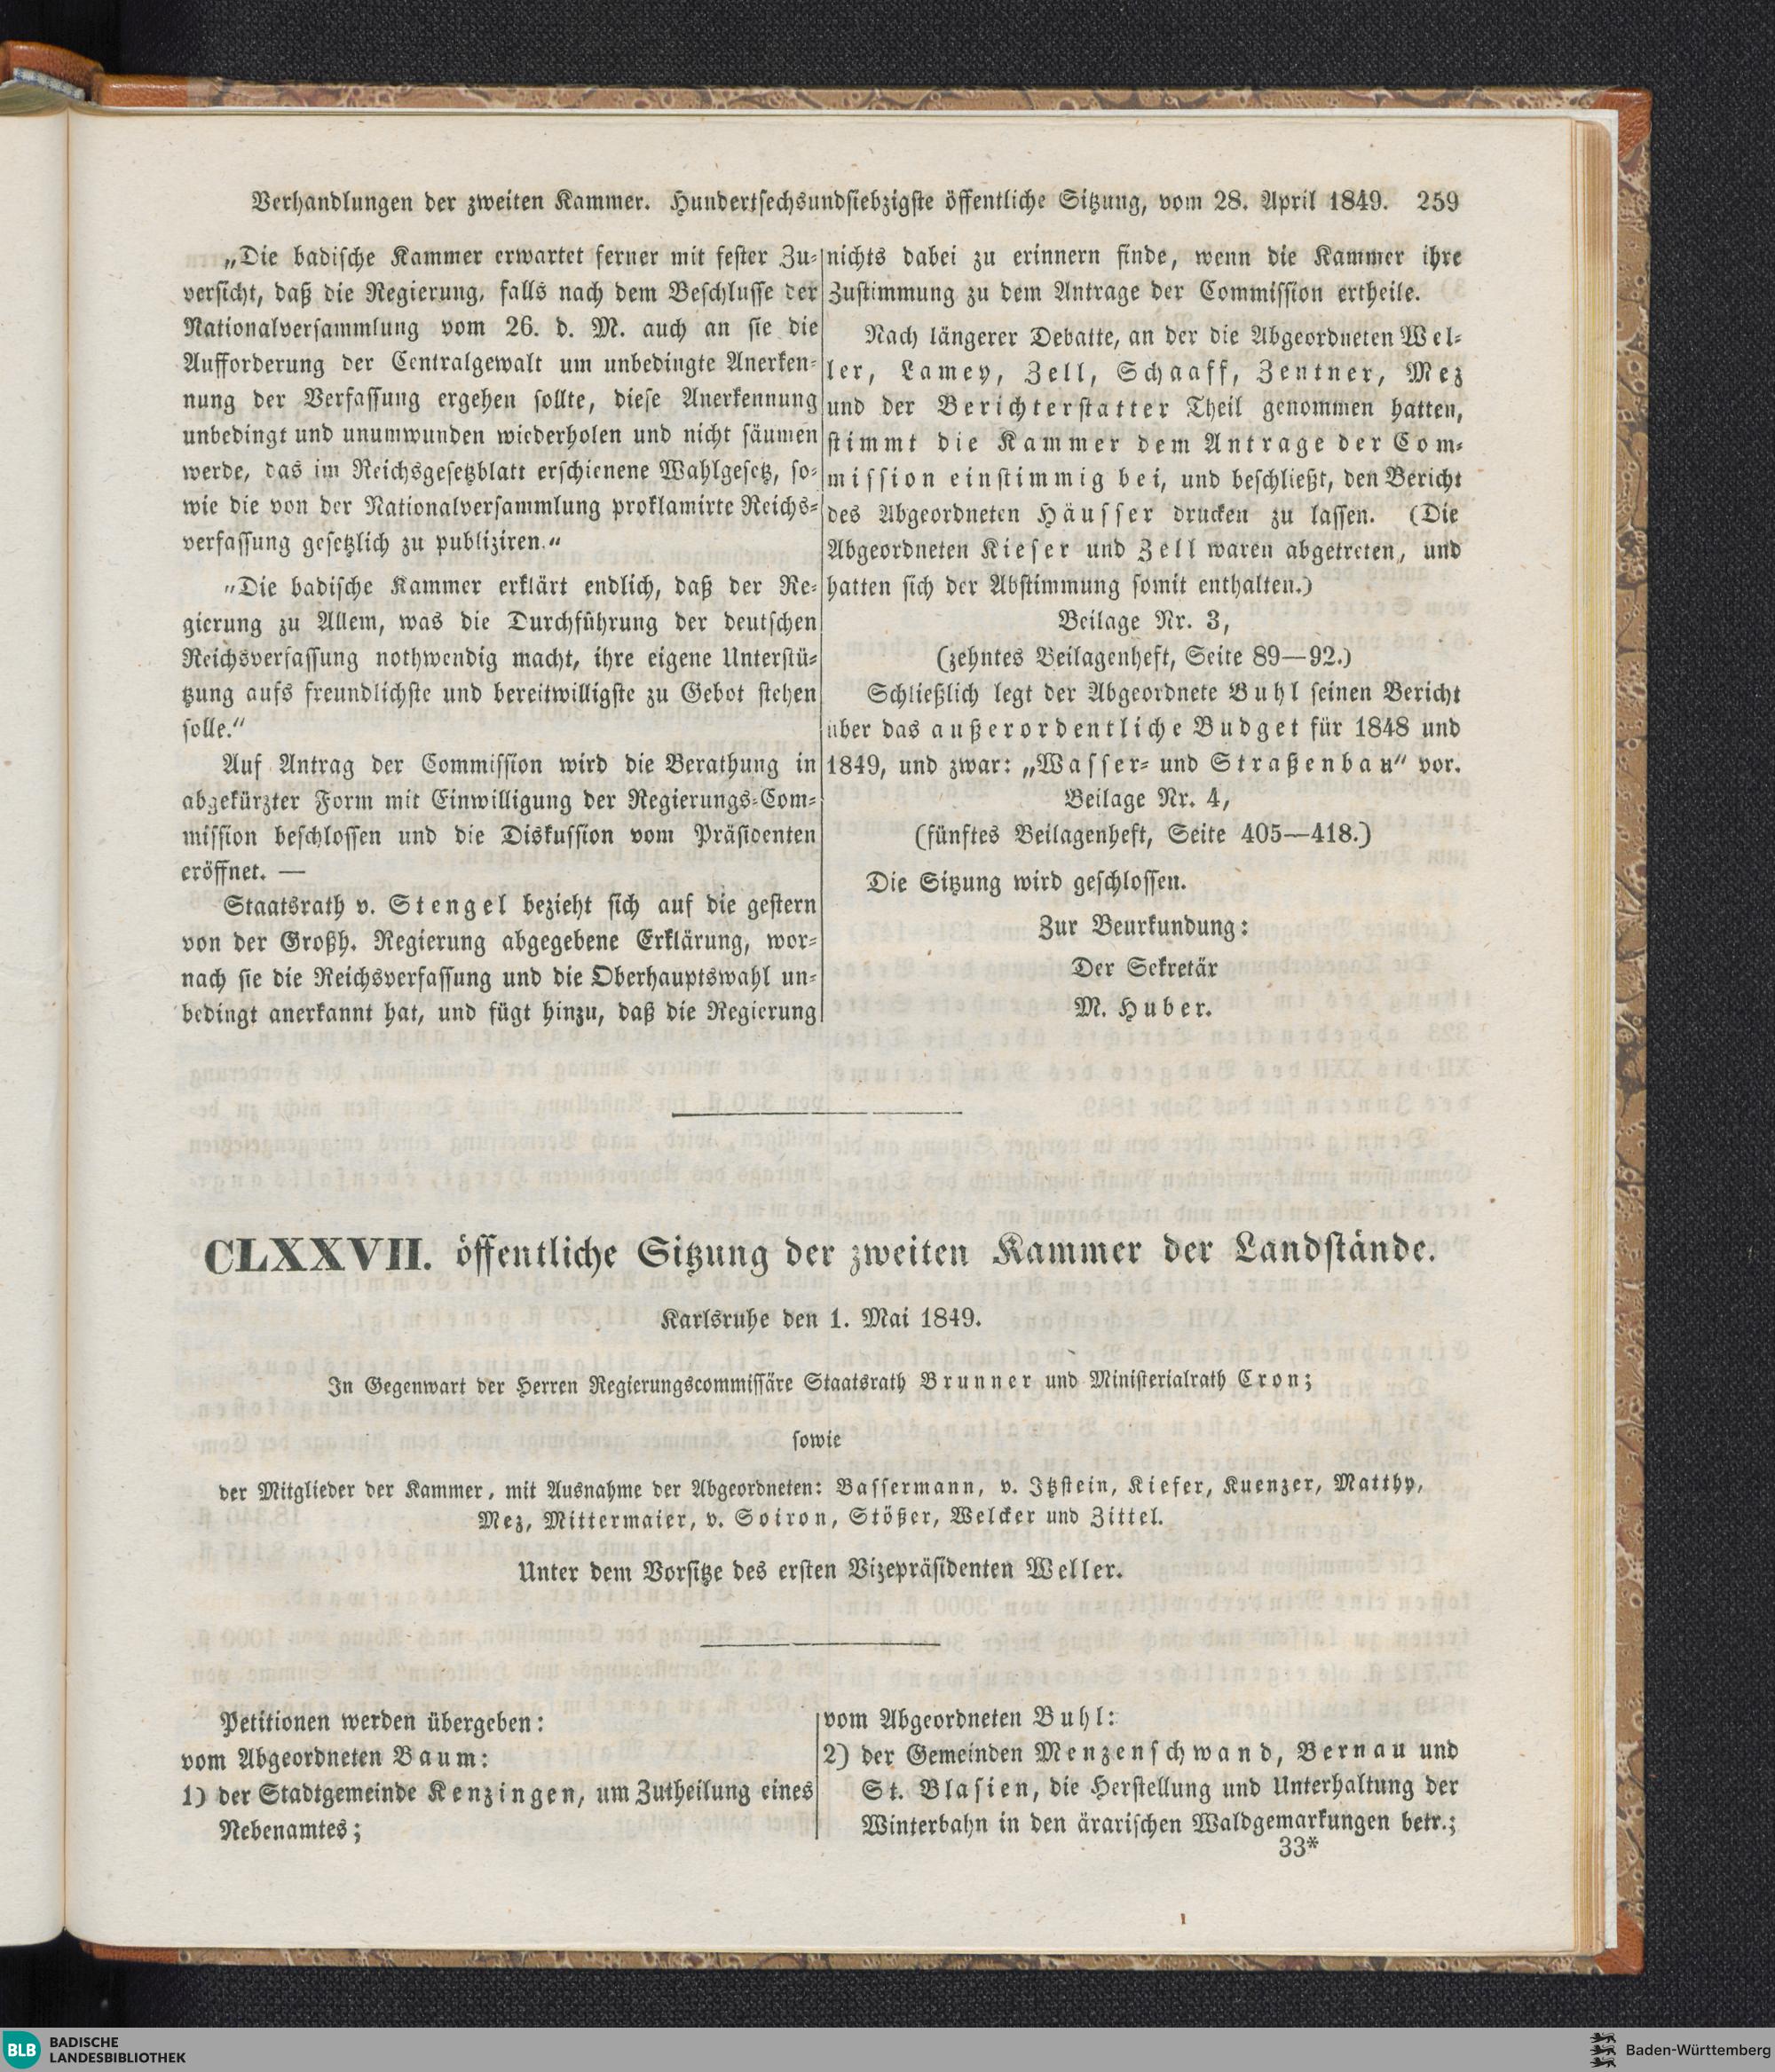 Verhandlungen der zweiten Kammer. Hundertsechsundsiebzigste öffentliche Sitzung, vom 28. April 1849. 259
„Die badische Kammer erwartet ferner mit fester Zu-
versicht, daß die Regierung, falls nach dem Beschlusse der
Nationalversammlung vom 26. d. M. auch an sie die
Aufforderung der Centralgewalt um unbedingte Anerken-
nung der Verfassung ergehen sollte, diese Anerkennung
unbedingt und unumwunden wiederholen und nicht säumen
werde, das im Reichsgesetzblatt erschienene Wahlgesetz, so-
wie die von der Nationalversammlung proklamirte Reichs-
verfassung gesetzlich zu publiziren."
"Die badische Kammer erklärt endlich, daß der Re-
gierung zu Allem, was die Durchführung der deutschen
Reichsverfassung nothwendig macht, ihre eigene Unterstü-
tzung aufs freundlichste und bereitwilligste zu Gebot stehen
solle."
Auf Antrag der Commission wird die Berathung in
abgekürzter Form mit Einwilligung der Regierungs-Com-
mission beschlossen und die Diskussion vom Präsidenten
eröffnet. —
Staatsrath v. Stengel bezieht sich auf die gestern
von der Großh. Regierung abgegebene Erklärung, wor-
nach sie die Reichsverfassung und die Oberhauptswahl un-
bedingt anerkannt hat, und fügt hinzu, daß die Regierung
nichts dabei zu erinnern finde, wenn die Kammer ihre
Zustimmung zu dem Antrage der Commission ertheile.
Nach längerer Debatte, an der die Abgeordneten Wel-
ler, Lamey, Zell, Schaaff, Zentner, Mez
und der Berichterstatter Theil genommen hatten,
stimmt die Kammer dem Antrage der Com-
mission einstimmig bei, und beschließt, den Bericht
des Abgeordneten Häusser drucken zu lassen. (Die
Abgeordneten Kieser und Zell waren abgetreten, und
hatten sich der Abstimmung somit enthalten.)
Beilage Nr. 3,
(zehntes Beilagenheft, Seite 89—92.)
Schließlich legt der Abgeordnete Buhl seinen Bericht
über das außerordentliche Budget für 1848 und
1849, und zwar: „Wasser- und Straßenbau" vor.
Beilage Nr. 4,
(fünftes Beilagenheft, Seite 405—418.)
Die Sitzung wird geschlossen.
Zur Beurkundung:
Der Sekretär
M. Huber.
CLXXVII. öffentliche Sitzung der zweiten Kammer der Landstände.
Karlsruhe den 1. Mai 1849.
In Gegenwart der Herren Regierungscommissäre Staatsrath Brunner und Ministerialrath Cron;
sowie
der Mitglieder der Kammer, mit Ausnahme der Abgeordneten: Bassermann, v. Itzstein, Kiefer, Kuenzer, Matthy,
Mez, Mittermaier, v. Soiron, Stößer, Welcker und Zittel.
Unter dem Vorsitze des ersten Vizepräsidenten Weller.
Petitionen werden übergeben:
vom Abgeordneten Baum:
1) der Stadtgemeinde Kenzingen, um Zutheilung eines
Nebenamtes;
vom Abgeordneten Buhl:
2) der Gemeinden Menzenschwand, Bernau und
St. Blasien, die Herstellung und Unterhaltung der
Winterbahn in den ärarischen Waldgemarkungen betr.;
33*
BLB BADISCHE
LANDESBIBLIOTHEK
Baden-Württemberg